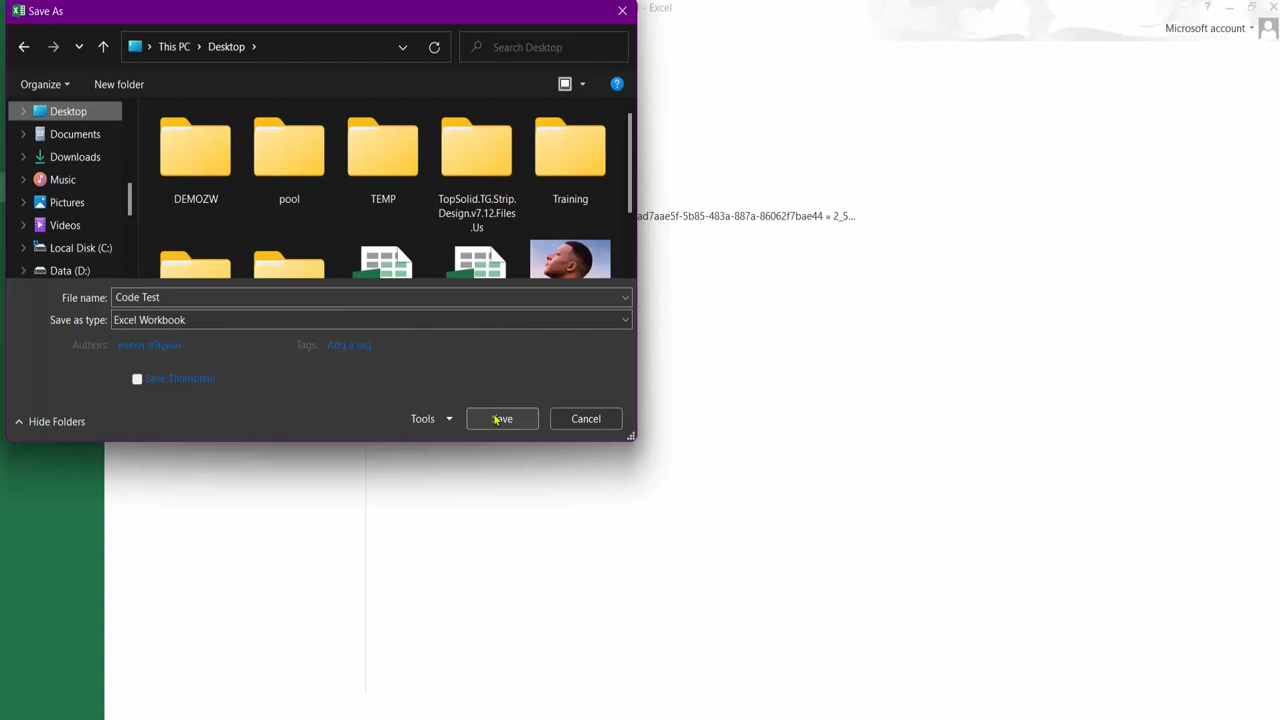 Save As
- Excel
Microsoft account
This PC
Desktop
Search Desktop
Organize
New folder
Desktop
Documents
Downloads
Music
Pictures
Videos
Local Disk (C:)
Data (D:)
DEMOZW
pool
TEMP
TopSolid.TG.Strip.
Design.v7.12.Files
.Us
Training
ad7aae5f-5b85-483a-887a-86062f7bae44 » 2_5...
File name:
Code Test
Save as type:
Excel Workbook
Authors:
Tags:
Add a tag
Save Thumbnail
Hide Folders
Tools
Save
Cancel